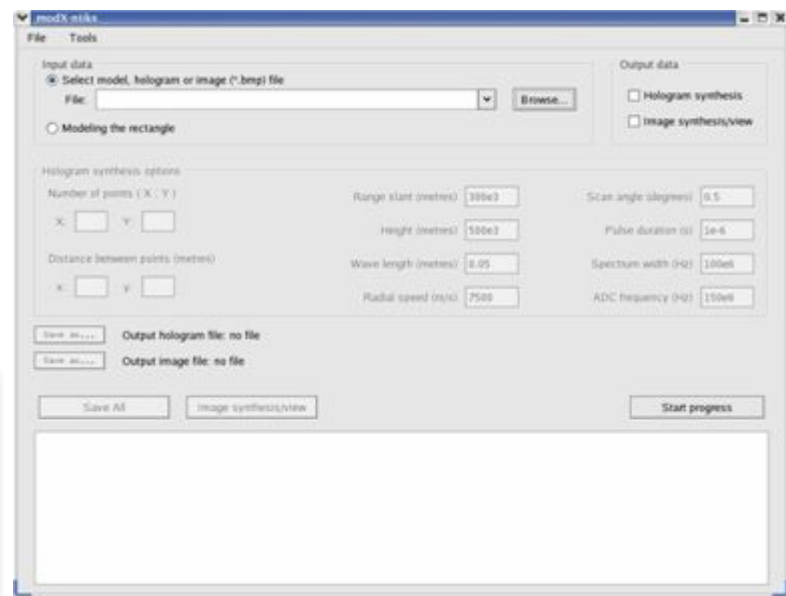 modX-niiks
File Tools
Input data
Select model, hologram or image (*.bmp) file
File: Browse...
Modeling the rectangle
Output data
Hologram synthesis
Image synthesis/view
Hologram synthesis options
Number of points ( X : Y )
X: Y:
Distance between points (metres)
X: Y:
Range slant (metres) 300e3
Height (metres) 500e3
Wave length (metres) 0.05
Radial speed (m/s) 7500
Scan angle (degrees) 0.5
Pulse duration (s) 1e-6
Spectrum width (Hz) 100e6
ADC frequency (Hz) 150e6
Save as... Output hologram file: no file
Save as... Output image file: no file
Save All Image synthesis/view Start progress